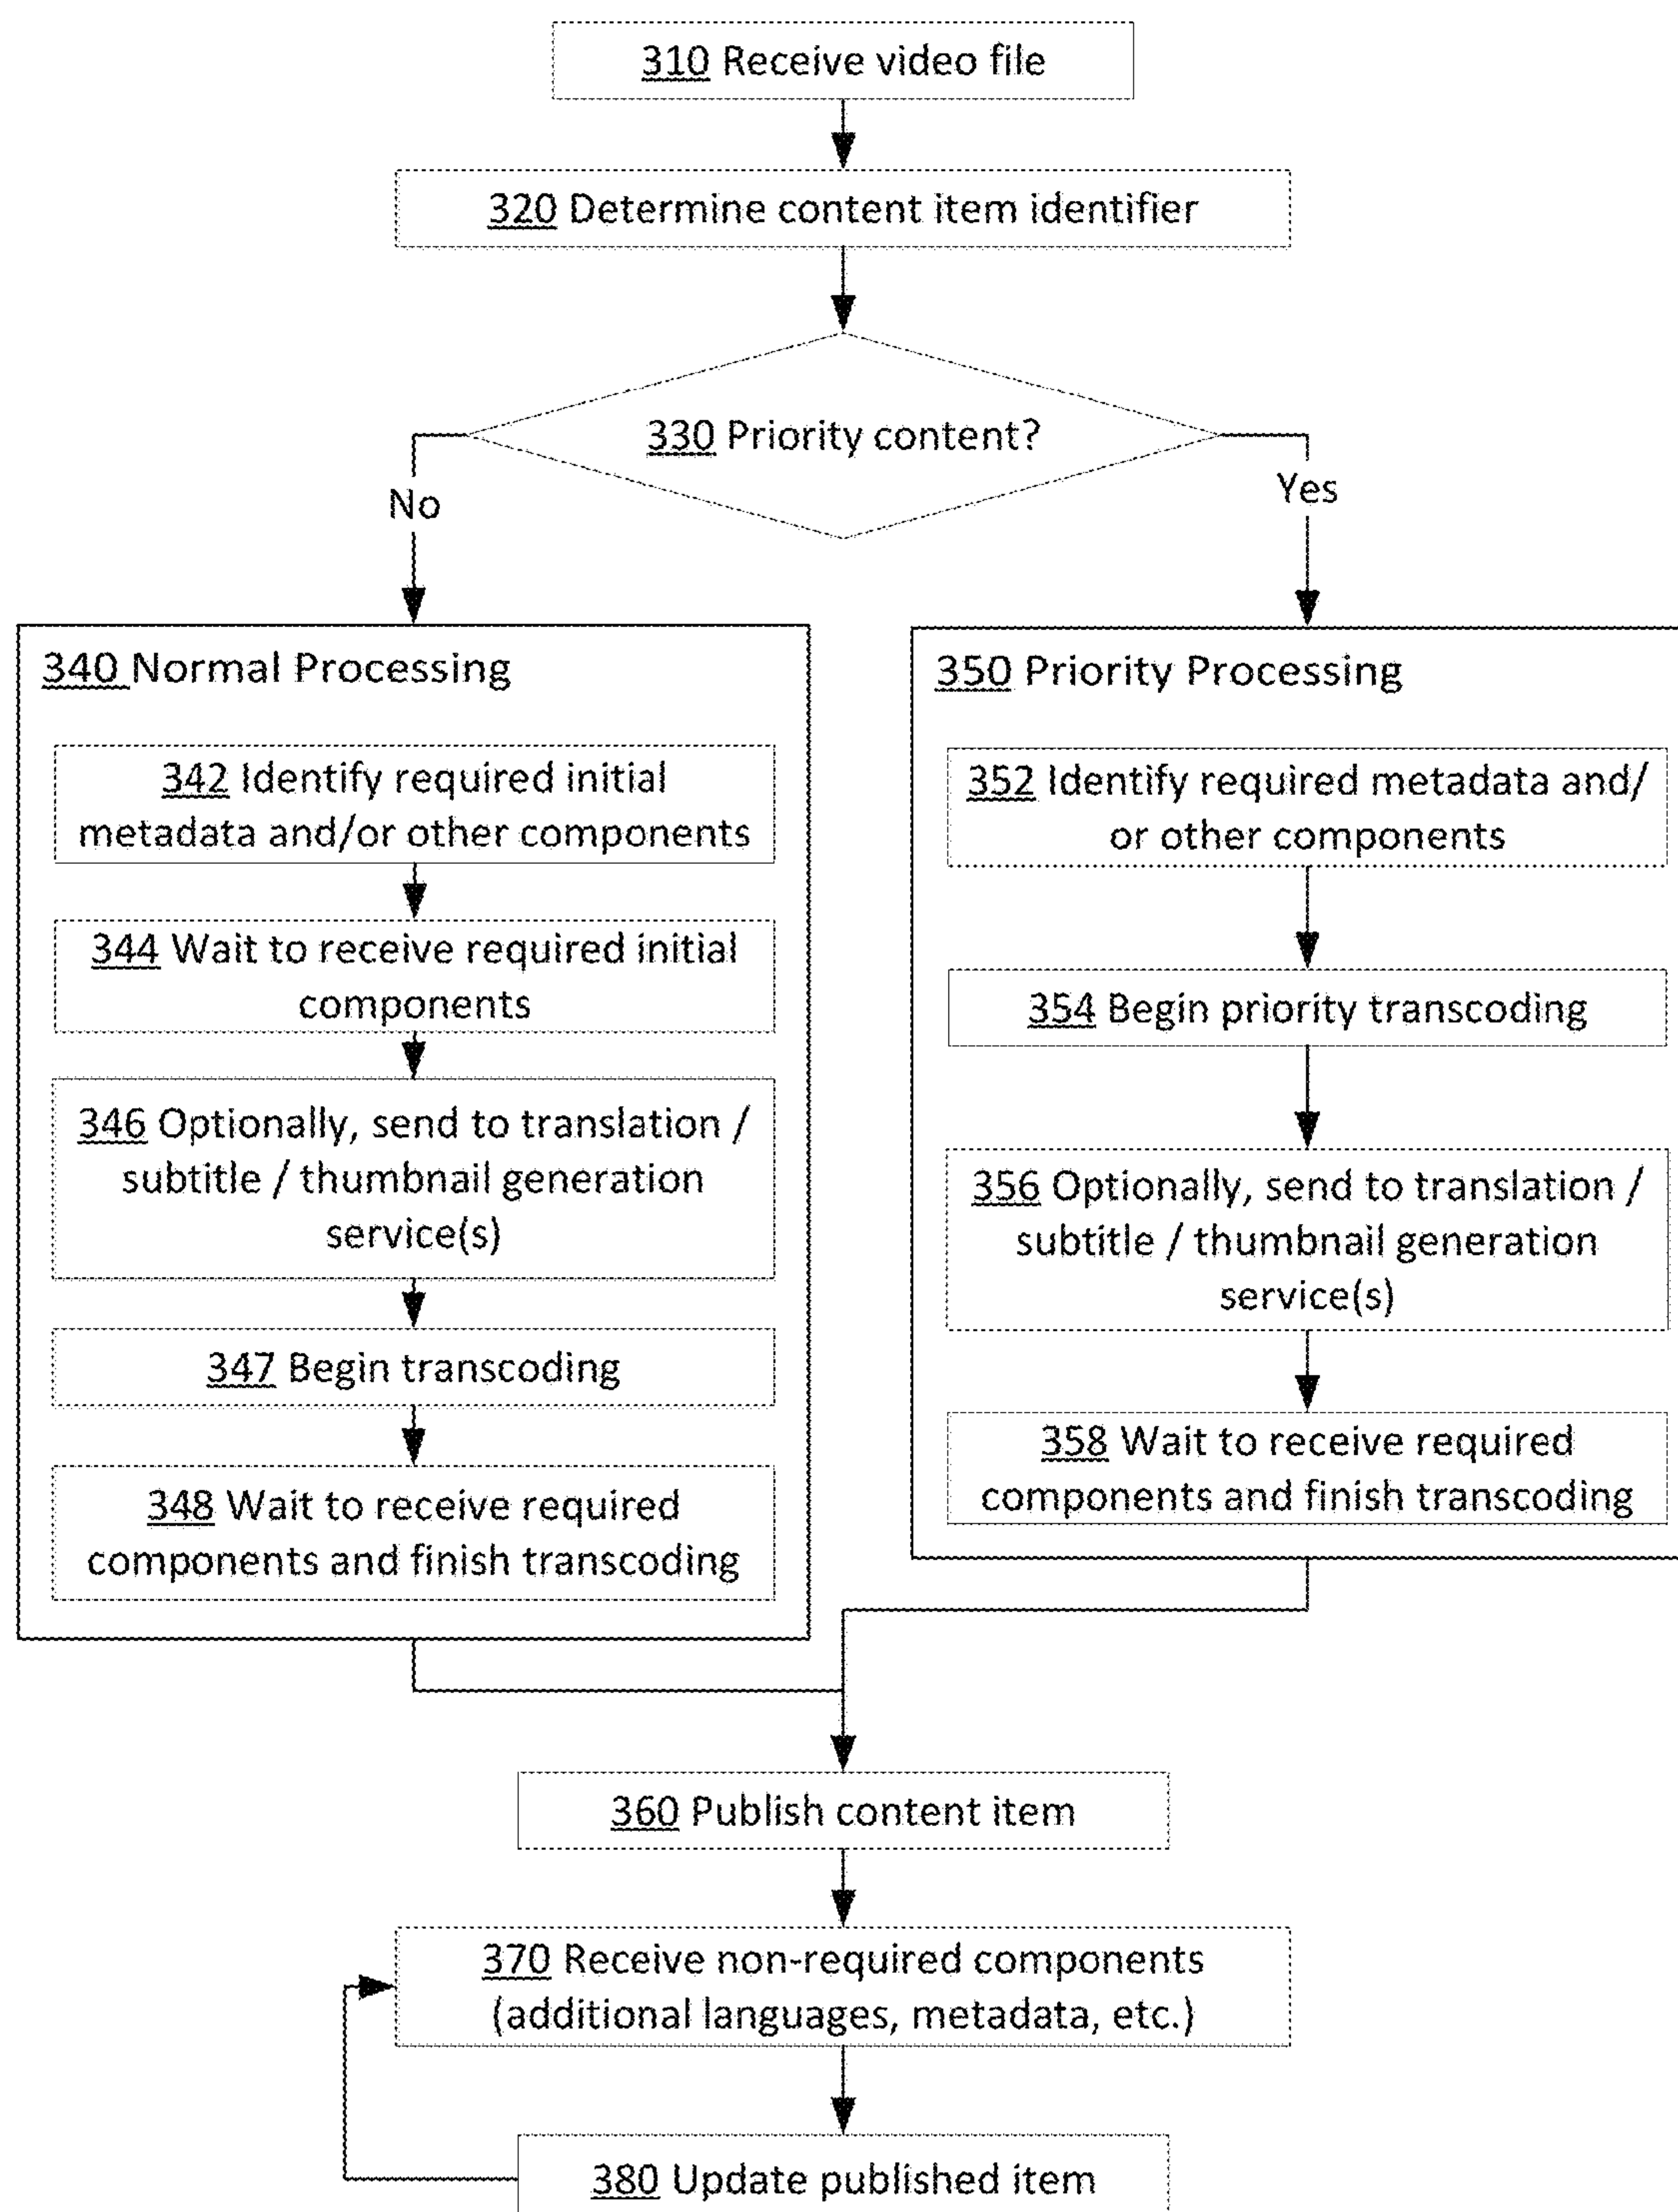 310 Receive video file
320 Determine content item identifier
330 Priority content?
No
Yes
340 Normal Processing
342 Identify required initial
metadata and/or other components
344 Wait to receive required initial
components
346 Optionally, send to translation /
subtitle / thumbnail generation
service(s)
347 Begin transcoding
348 Wait to receive required
components and finish transcoding
350 Priority Processing
352 Identify required metadata and/
or other components
354 Begin priority transcoding
356 Optionally, send to translation /
subtitle / thumbnail generation
service(s)
358 Wait to receive required
components and finish transcoding
360 Publish content item
370 Receive non-required components
(additional languages, metadata, etc.)
380 Update published item